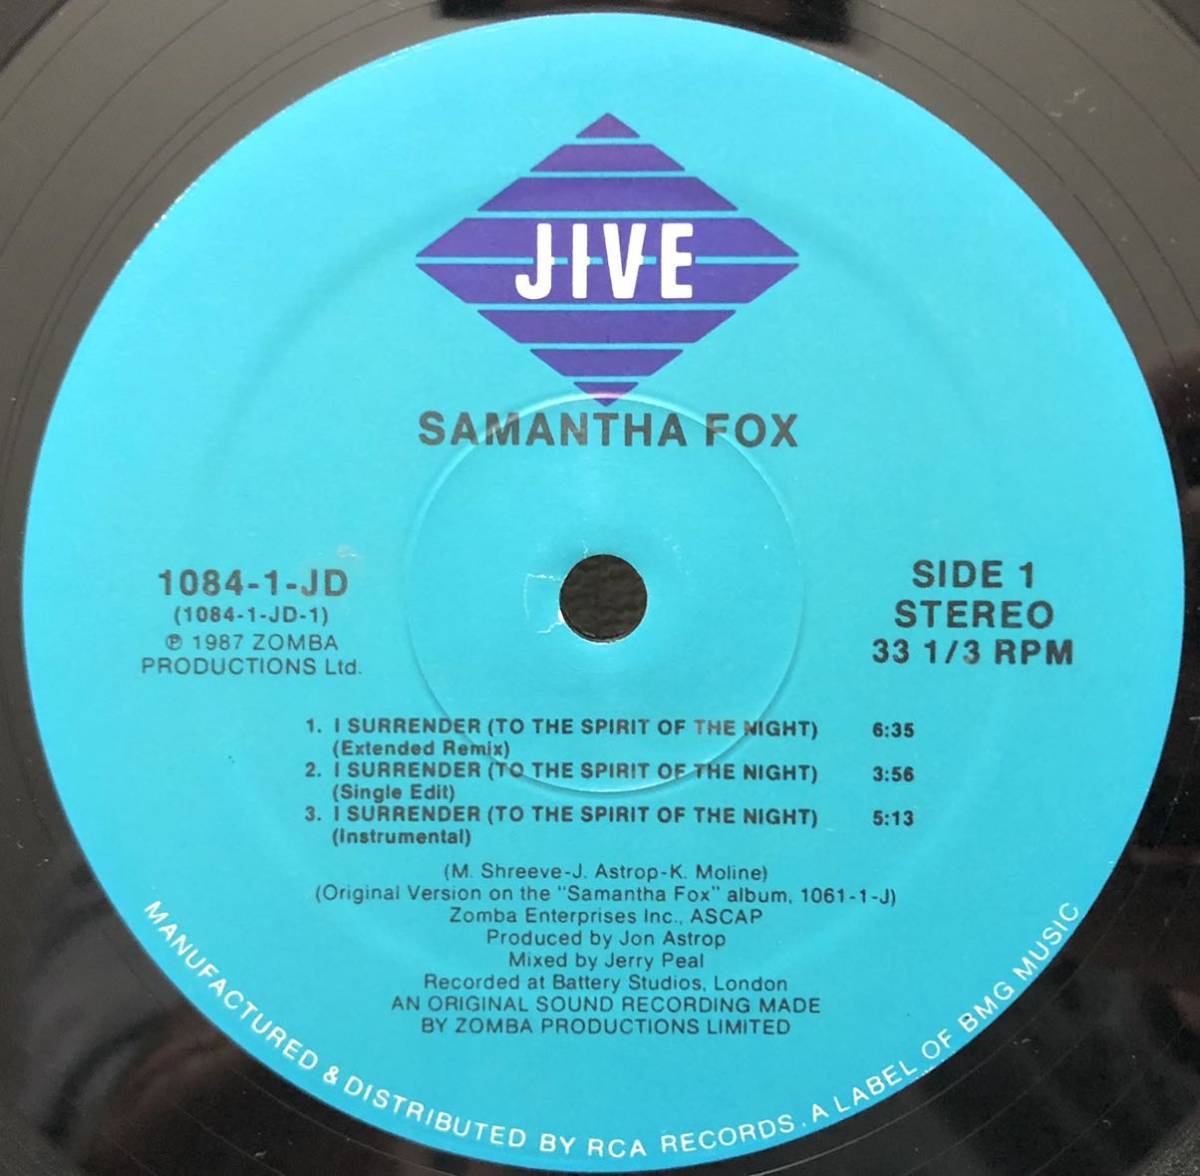 JIVE
SAMANTHA FOX
1084-1-JD
(1084-1-JD-1)
℗ 1987 ZOMBA
PRODUCTIONS Ltd.
SIDE 1
STEREO
33 1/3 RPM
1. I SURRENDER (TO THE SPIRIT OF THE NIGHT) 6:35
(Extended Remix)
2. I SURRENDER (TO THE SPIRIT OF THE NIGHT) 3:56
(Single Edit)
3. I SURRENDER (TO THE SPIRIT OF THE NIGHT) 5:13
(Instrumental)
(M. Shreeve-J. Astrop-K. Moline)
(Original Version on the "Samantha Fox" album, 1061-1-J)
Zomba Enterprises Inc., ASCAP
Produced by Jon Astrop
Mixed by Jerry Peal
Recorded at Battery Studios, London
AN ORIGINAL SOUND RECORDING MADE
BY ZOMBA PRODUCTIONS LIMITED
MANUFACTURED & DISTRIBUTED BY RCA RECORDS, A LABEL OF BMG MUSIC